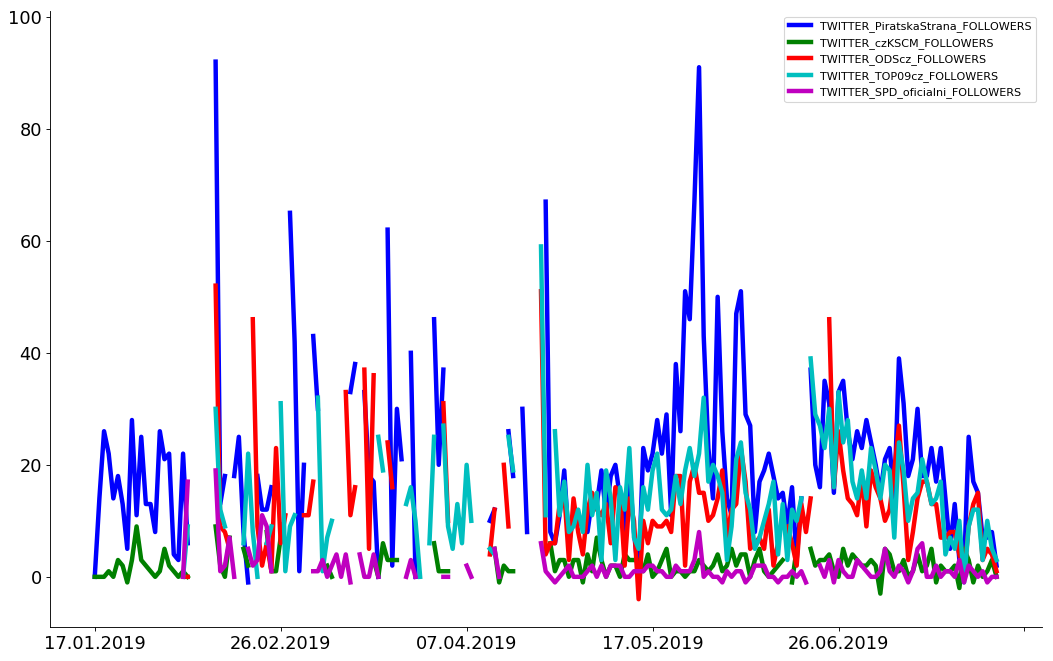 100
80
60
40
20
0
17.01.2019 26.02.2019 07.04.2019 17.05.2019 26.06.2019
TWITTER_PiratskaStrana_FOLLOWERS
TWITTER_czKSCM_FOLLOWERS
TWITTER_ODScz_FOLLOWERS
TWITTER_TOP09cz_FOLLOWERS
TWITTER_SPD_oficialni_FOLLOWERS